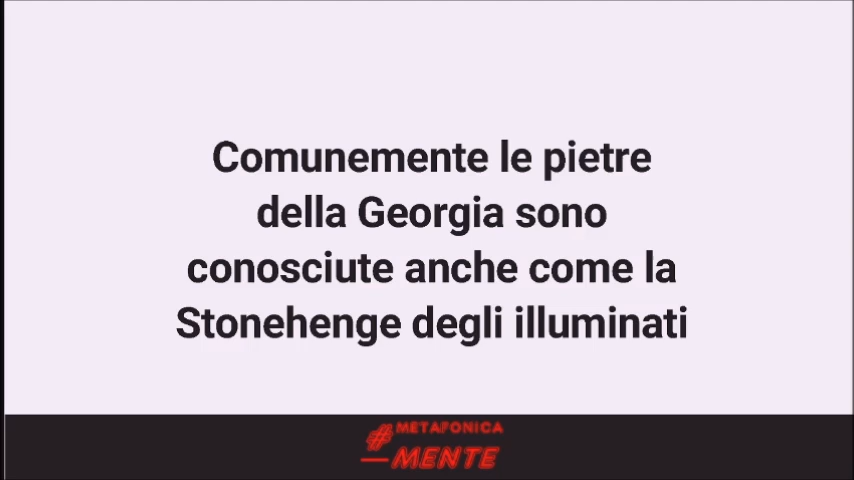 Comunemente le pietre
della Georgia sono
conosciute anche come la
Stonehenge degli illuminati
# METAFONICA
MENTE